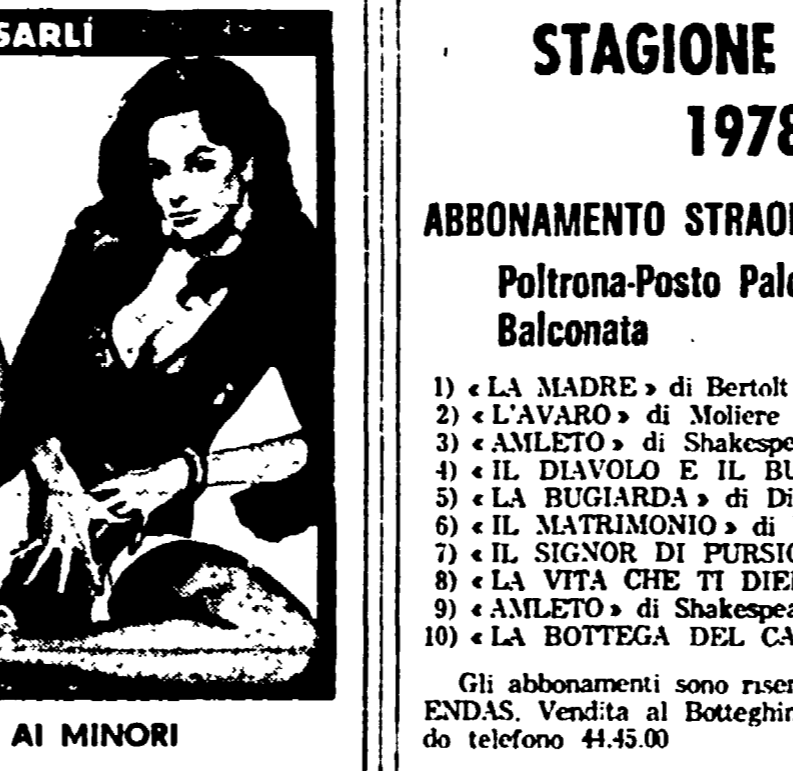 SARLÍ
AI MINORI
STAGIONE
1978
ABBONAMENTO STRAOR
Poltrona-Posto Palc
Balconata
1) « LA MADRE » di Bertolt
2) « L'AVARO » di Moliere
3) « AMLETO » di Shakespe
4) « IL DIAVOLO E IL BU
5) « LA BUGIARDA » di Di
6) « IL MATRIMONIO » di
7) « IL SIGNOR DI PURSIC
8) « LA VITA CHE TI DIED
9) « AMLETO » di Shakespea
10) « LA BOTTEGA DEL CA
Gli abbonamenti sono riser
ENDAS. Vendita al Botteghin
do telefono 44.45.00